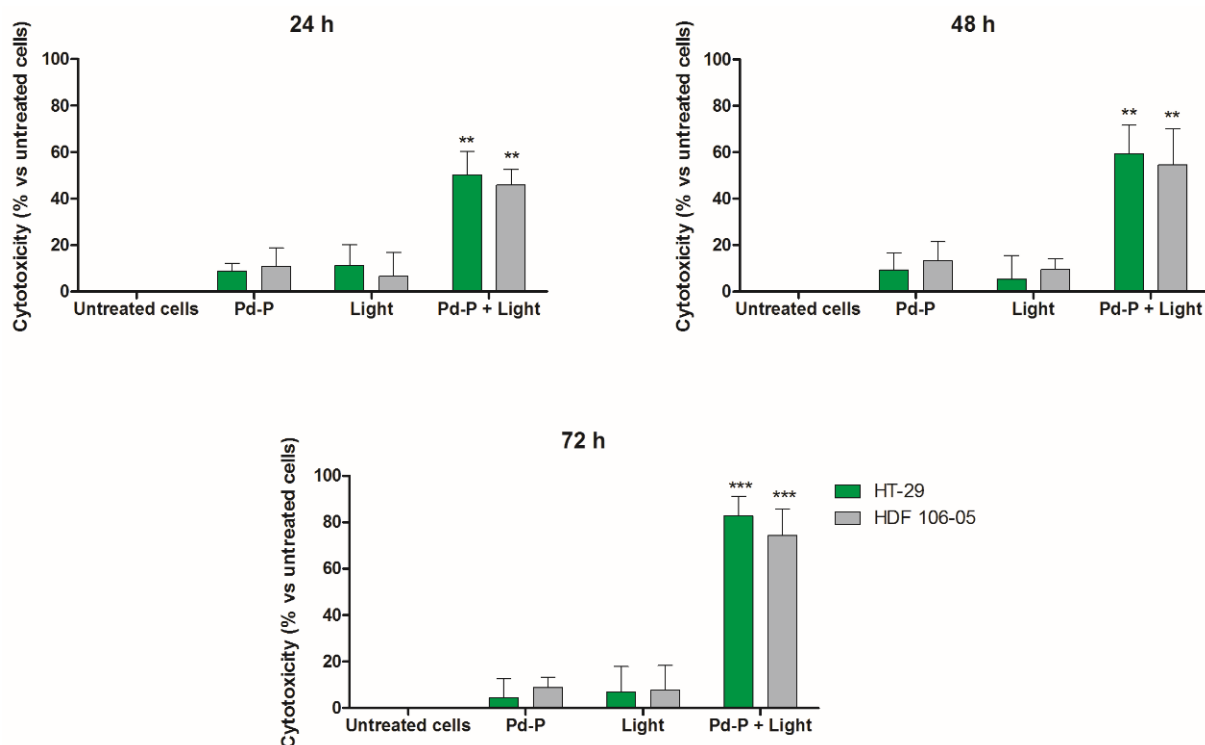 24 h
Cytotoxicity (% vs untreated cells)
100
80
60
40
20
0
** **
Untreated cells Pd-P Light Pd-P + Light
48 h
Cytotoxicity (% vs untreated cells)
100
80
60
40
20
0
** **
Untreated cells Pd-P Light Pd-P + Light
72 h
Cytotoxicity (% vs untreated cells)
100
80
60
40
20
0
*** ***
Untreated cells Pd-P Light Pd-P + Light
HT-29
HDF 106-05